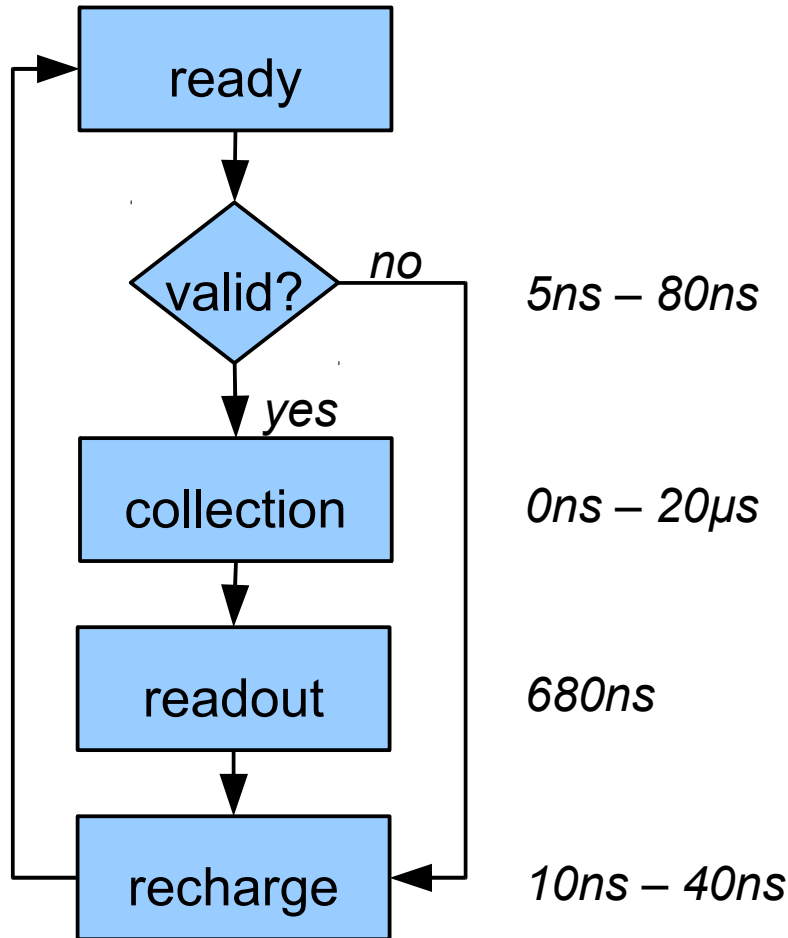 ready
valid?
no
5ns – 80ns
yes
collection
0ns – 20µs
readout
680ns
recharge
10ns – 40ns